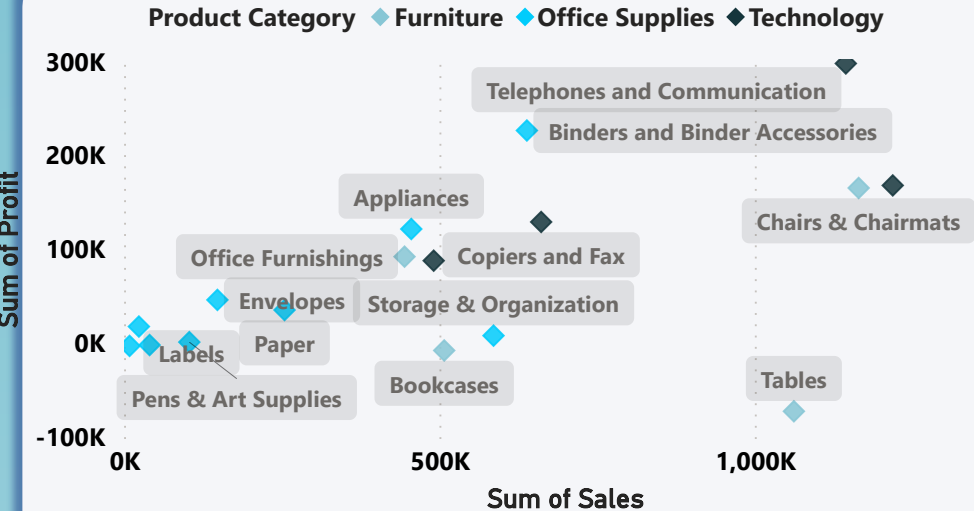 Product Category Furniture Office Supplies Technology
300K
Telephones and Communication
Binders and Binder Accessories
200K
Appliances
Chairs & Chairmats
100K
Office Furnishings
Copiers and Fax
Envelopes
Storage & Organization
0K
Paper
Labels
Bookcases
Tables
Pens & Art Supplies
-100K
0K 500K 1,000K
Sum of Sales
Sum of Profit